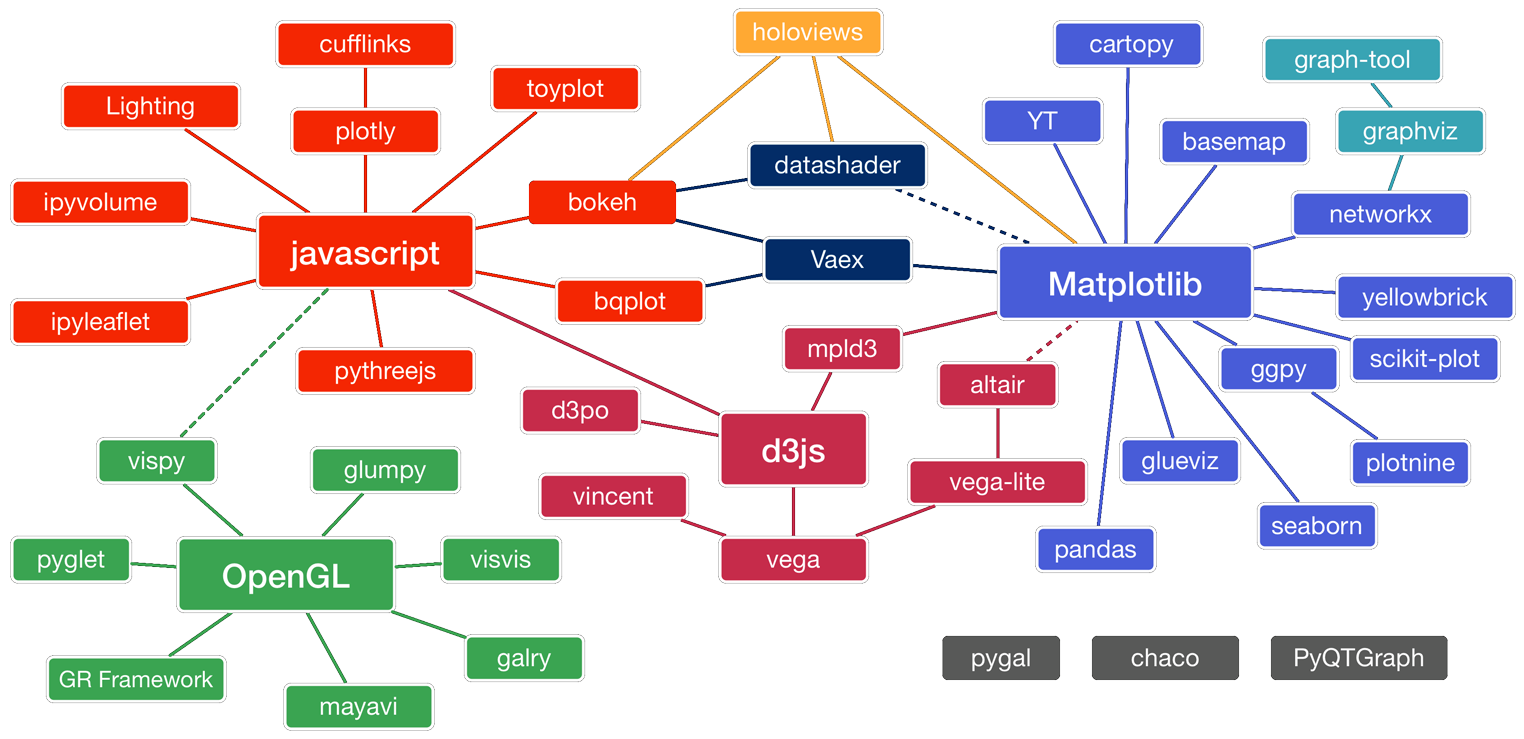 cufflinks
holoviews
cartopy
graph-tool
Lighting
toyplot
plotly
YT
basemap
graphviz
datashader
ipyvolume
bokeh
networkx
javascript
Vaex
Matplotlib
yellowbrick
bqplot
ipyleaflet
mpld3
scikit-plot
pythreejs
altair
ggpy
d3po
d3js
vispy
glumpy
glueviz
plotnine
vega-lite
vincent
seaborn
pandas
pyglet
OpenGL
visvis
vega
galry
pygal
chaco
PyQTGraph
GR Framework
mayavi